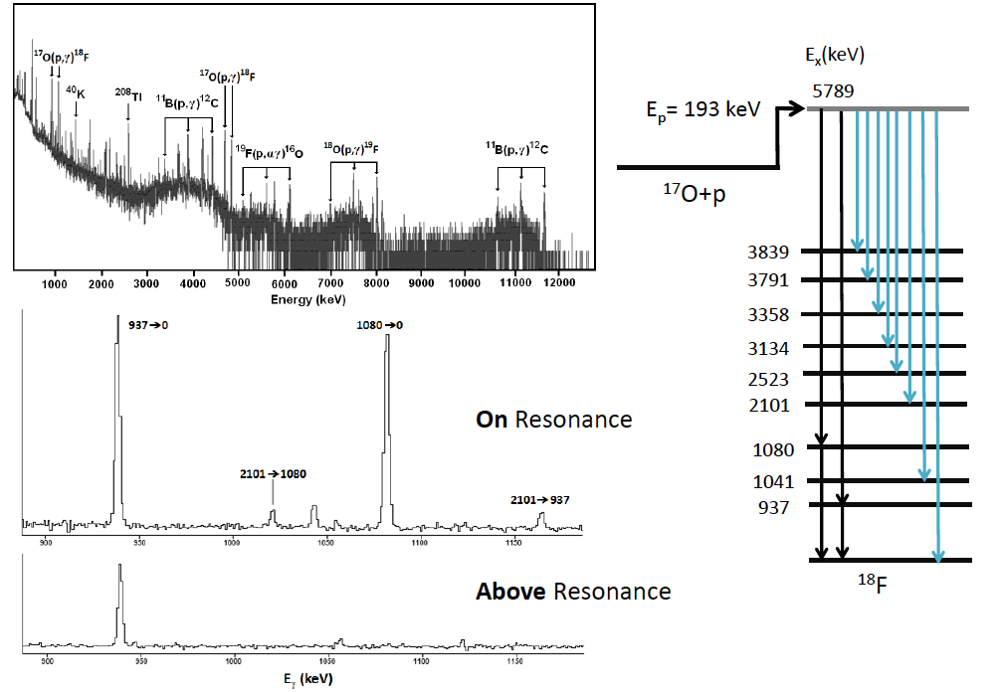 ¹⁷O(p,γ)¹⁸F
⁴⁰K
²⁰⁸Tl
¹¹B(p,γ)¹²C
¹⁷O(p,γ)¹⁸F
¹⁹F(p,αγ)¹⁶O
¹⁸O(p,γ)¹⁹F
¹¹B(p,γ)¹²C
1000 2000 3000 4000 5000 6000 7000 8000 9000 10000 11000 12000
Energy (keV)
937→0
1080→0
2101→1080
2101→937
900 950 1000 1050 1100 1150
On Resonance
Above Resonance
900 950 1000 1050 1100 1150
Eγ (keV)
Eₓ(keV)
5789
Eₚ= 193 keV
¹⁷O+p
3839
3791
3358
3134
2523
2101
1080
1041
937
¹⁸F